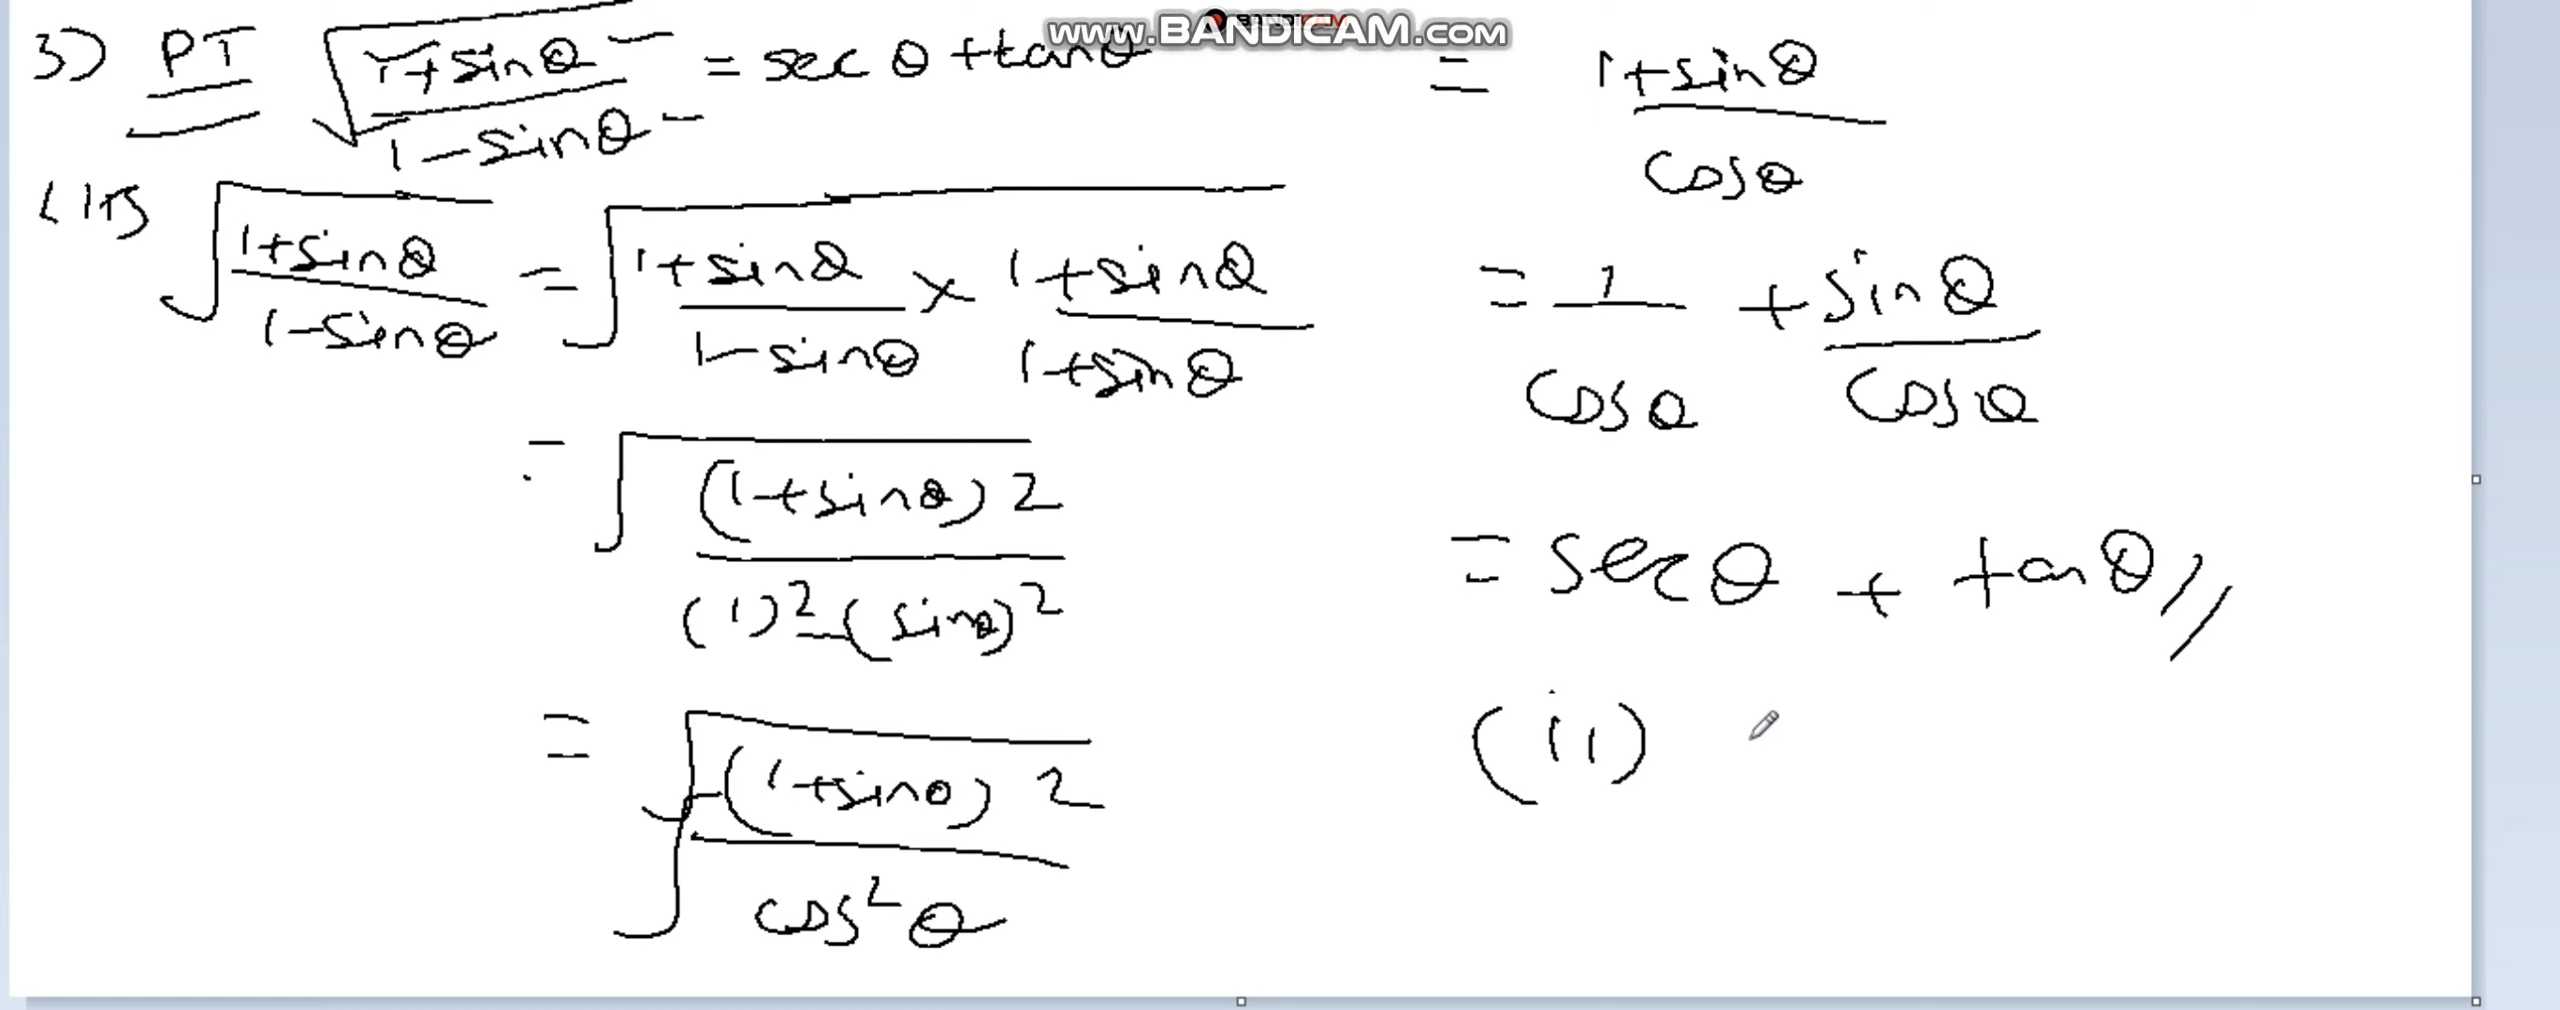 www.BANDICAM.com
3) PT √(1+sinθ / 1-sinθ) = secθ + tanθ
LHS √(1+sinθ / 1-sinθ) = √(1+sinθ / 1-sinθ × 1+sinθ / 1+sinθ)
= √((1+sinθ)2 / (1)²-(sinθ)²)
= √((1+sinθ)2 / cos²θ)
= 1+sinθ / cosθ
= 1 / cosθ + sinθ / cosθ
= secθ + tanθ //
(ii)